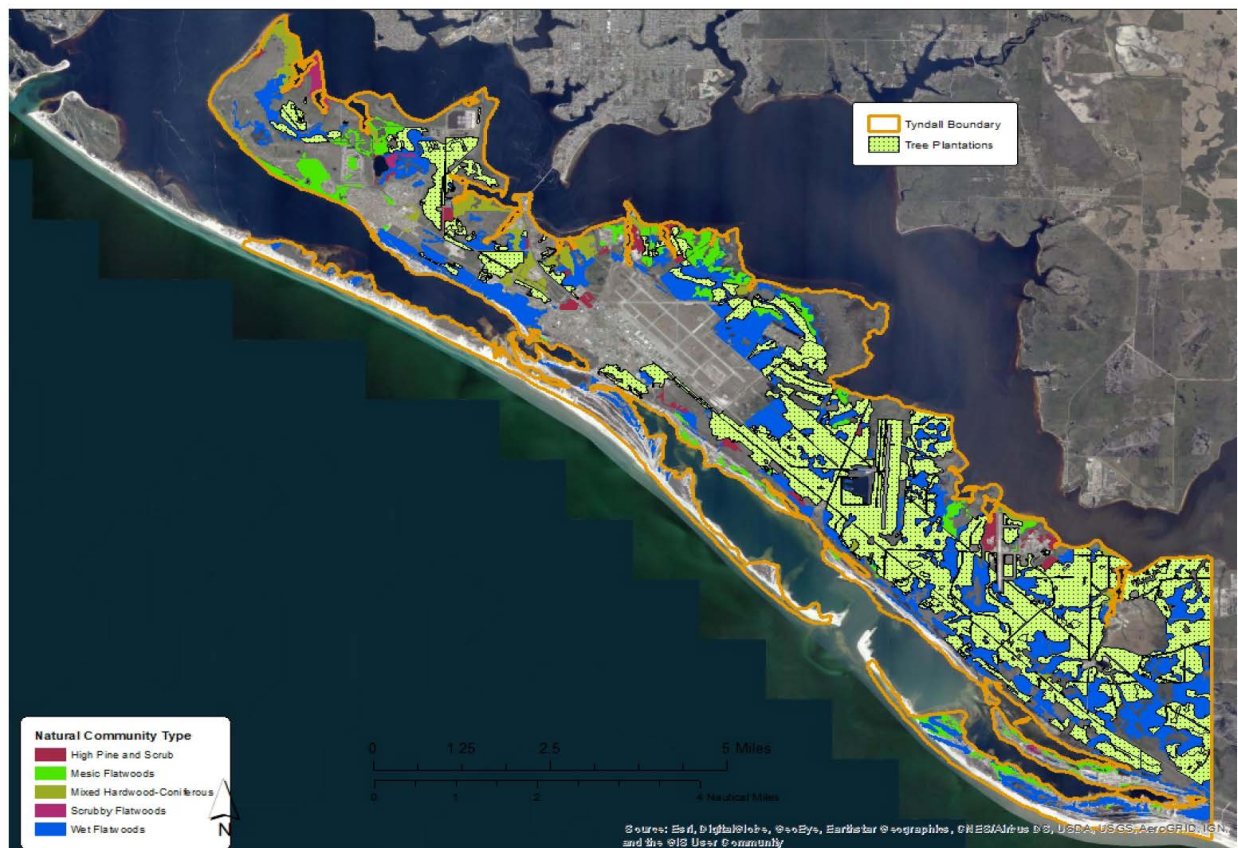 Tyndall Boundary
Tree Plantations
Natural Community Type
High Pine and Scrub
Mesic Flatwoods
Mixed Hardwood-Coniferous
Scrubby Flatwoods
Wet Flatwoods
N
0 1.25 2.5 5 Miles
0 1 2 4 Nautical Miles
Source: Esri, DigitalGlobe, GeoEye, Earthstar Geographics, CNES/Airbus DS, USDA, USGS, AeroGRID, IGN,
and the GIS User Community